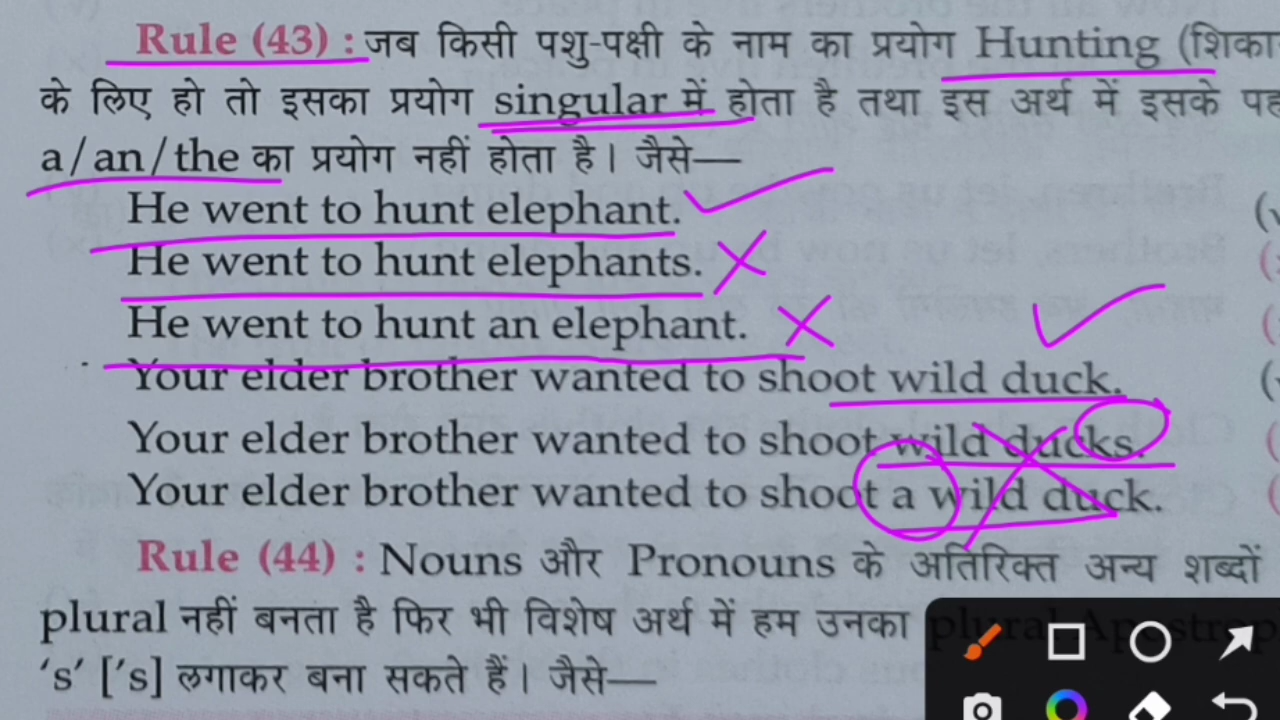 Rule (43) : जब किसी पशु-पक्षी के नाम का प्रयोग Hunting
के लिए हो तो इसका प्रयोग singular में होता है तथा इस अर्थ में इसके
a/an/the का प्रयोग नहीं होता है। जैसे—
He went to hunt elephant.
He went to hunt elephants.
He went to hunt an elephant.
Your elder brother wanted to shoot wild duck.
Your elder brother wanted to shoot wild ducks.
Your elder brother wanted to shoot a wild duck.
Rule (44) : Nouns और Pronouns के अतिरिक्त अन्य शब्दों
plural नहीं बनता है फिर भी विशेष अर्थ में हम उनका plural
's' ['s] लगाकर बना सकते हैं। जैसे—